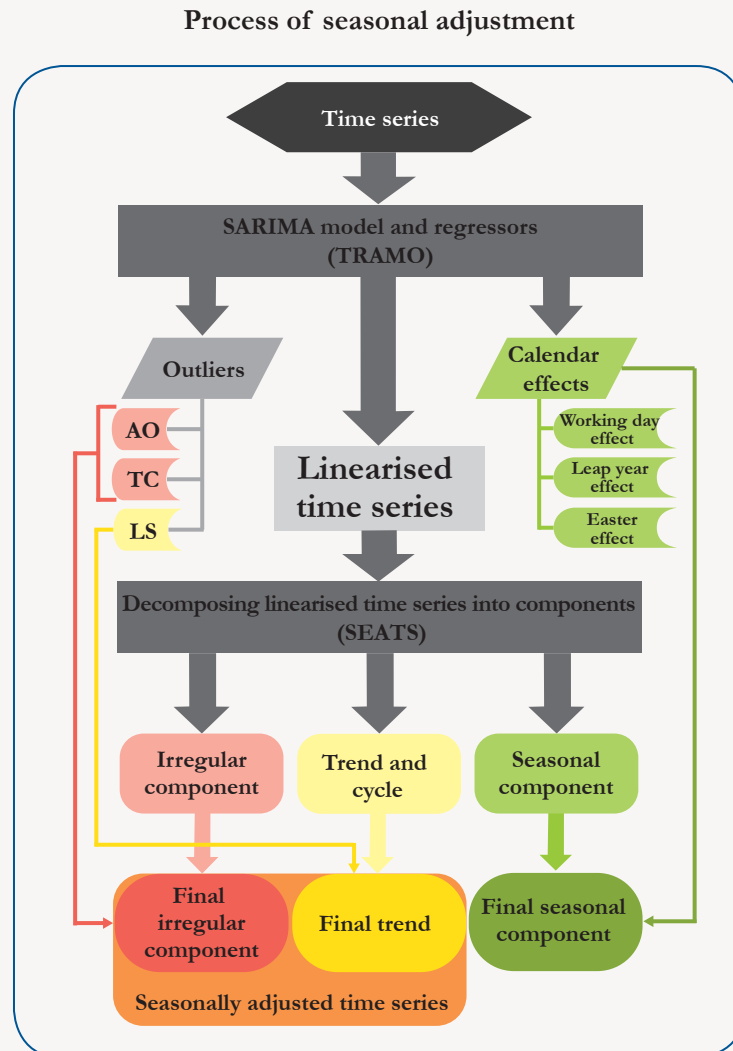 Process of seasonal adjustment
Time series
SARIMA model and regressors
(TRAMO)
Outliers
Calendar
effects
AO
TC
LS
Working day
effect
Leap year
effect
Easter
effect
Linearised
time series
Decomposing linearised time series into components
(SEATS)
Irregular
component
Trend and
cycle
Seasonal
component
Final
irregular
component
Final trend
Final seasonal
component
Seasonally adjusted time series